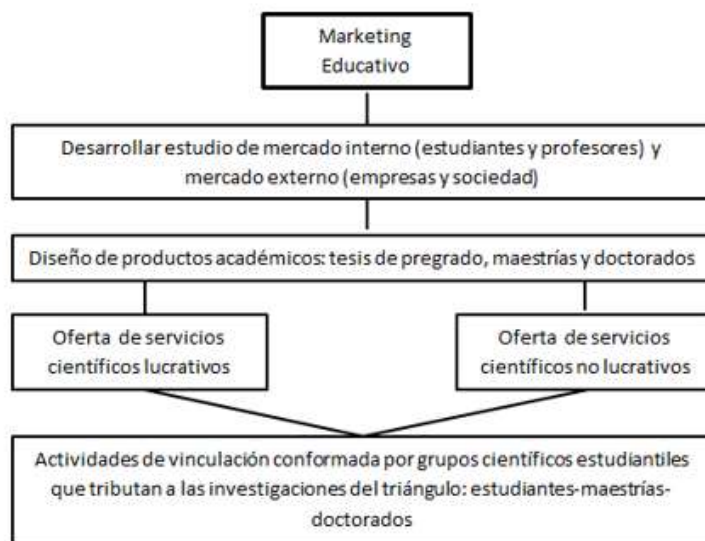 Marketing
Educativo
Desarrollar estudio de mercado interno (estudiantes y profesores) y
mercado externo (empresas y sociedad)
Diseño de productos académicos: tesis de pregrado, maestrías y doctorados
Oferta de servicios
científicos lucrativos
Oferta de servicios
científicos no lucrativos
Actividades de vinculación conformada por grupos científicos estudiantiles
que tributan a las investigaciones del triángulo: estudiantes-maestrías-
doctorados